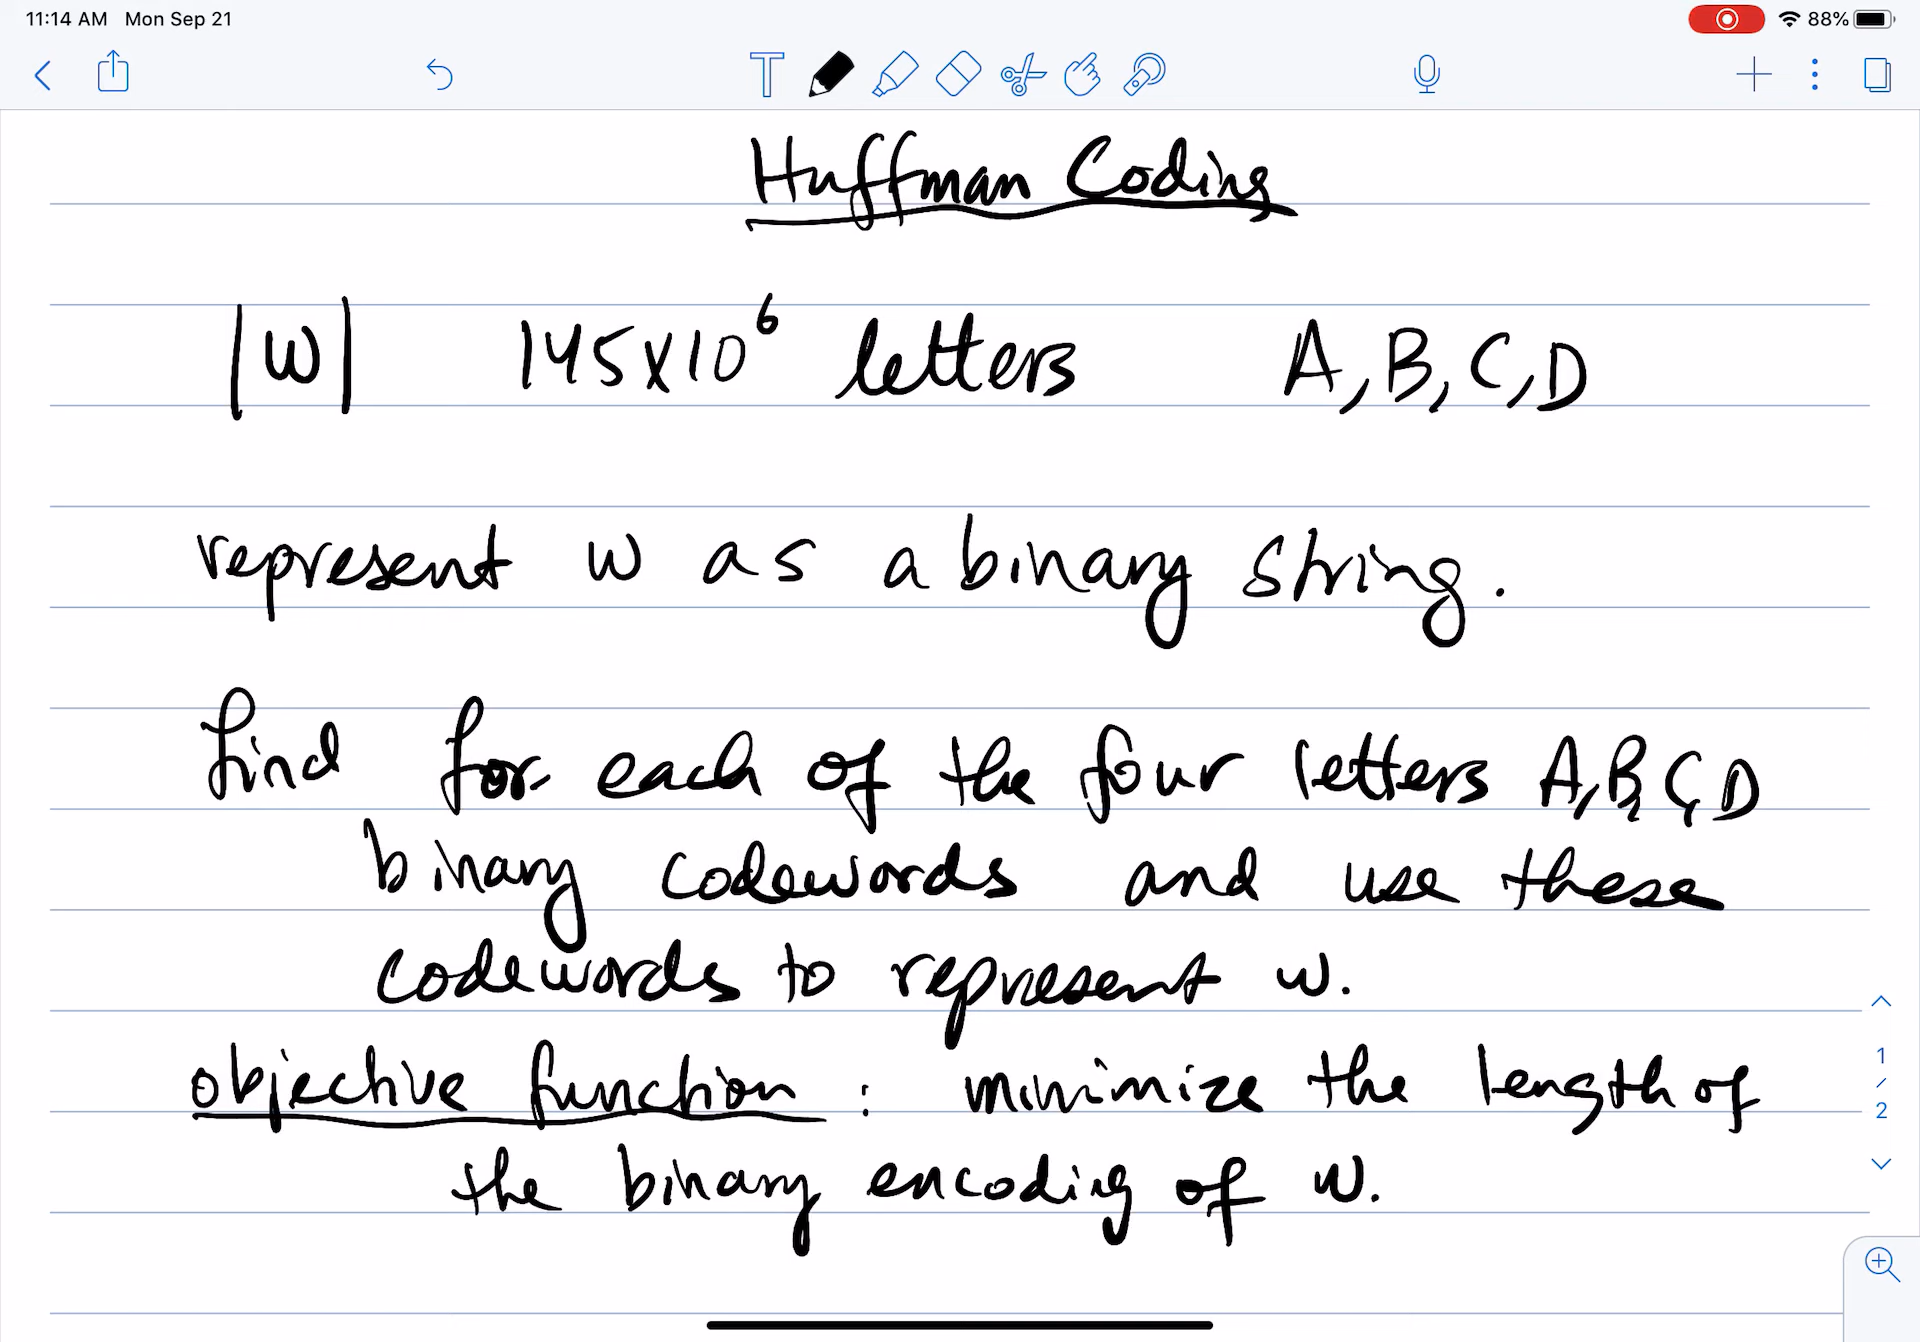 11:14 AM Mon Sep 21 88%
T
Huffman Coding
|w| 145x10⁶ letters A, B, C, D
represent w as a binary string.
find for each of the four letters A, B, C, D
binary codewords and use these
codewords to represent w.
objective function : minimize the length of
the binary encoding of w.
1
/
2